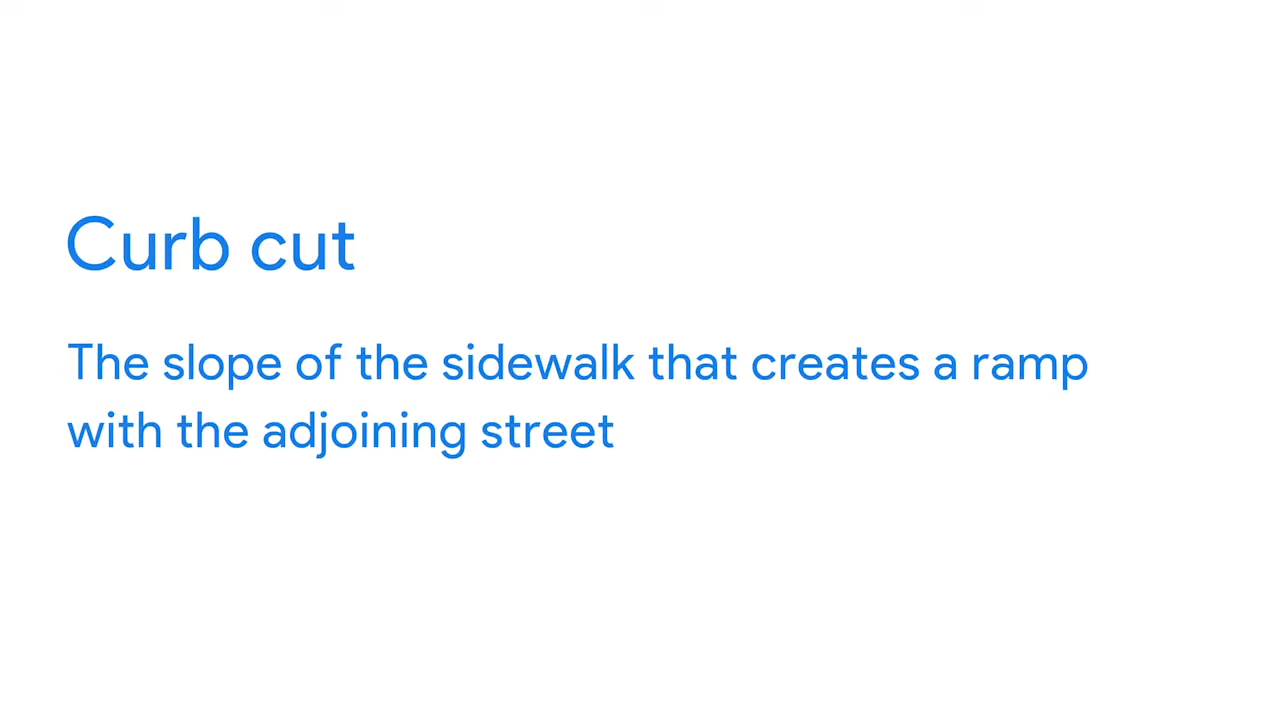 Curb cut
The slope of the sidewalk that creates a ramp
with the adjoining street